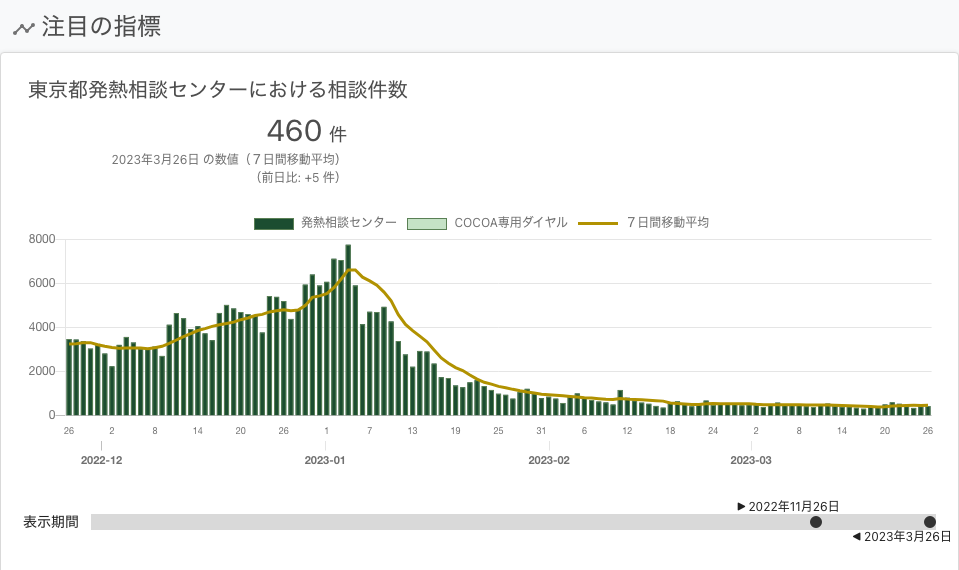 注目の指標
東京都発熱相談センターにおける相談件数
460 件
2023年3月26日 の数値（７日間移動平均）
（前日比: +5 件）
発熱相談センター COCOA専用ダイヤル ７日間移動平均
8000
6000
4000
2000
0
26 2 8 14 20 26 1 7 13 19 25 31 6 12 18 24 2 8 14 20 26
2022-12 2023-01 2023-02 2023-03
▶ 2022年11月26日
表示期間
◀ 2023年3月26日